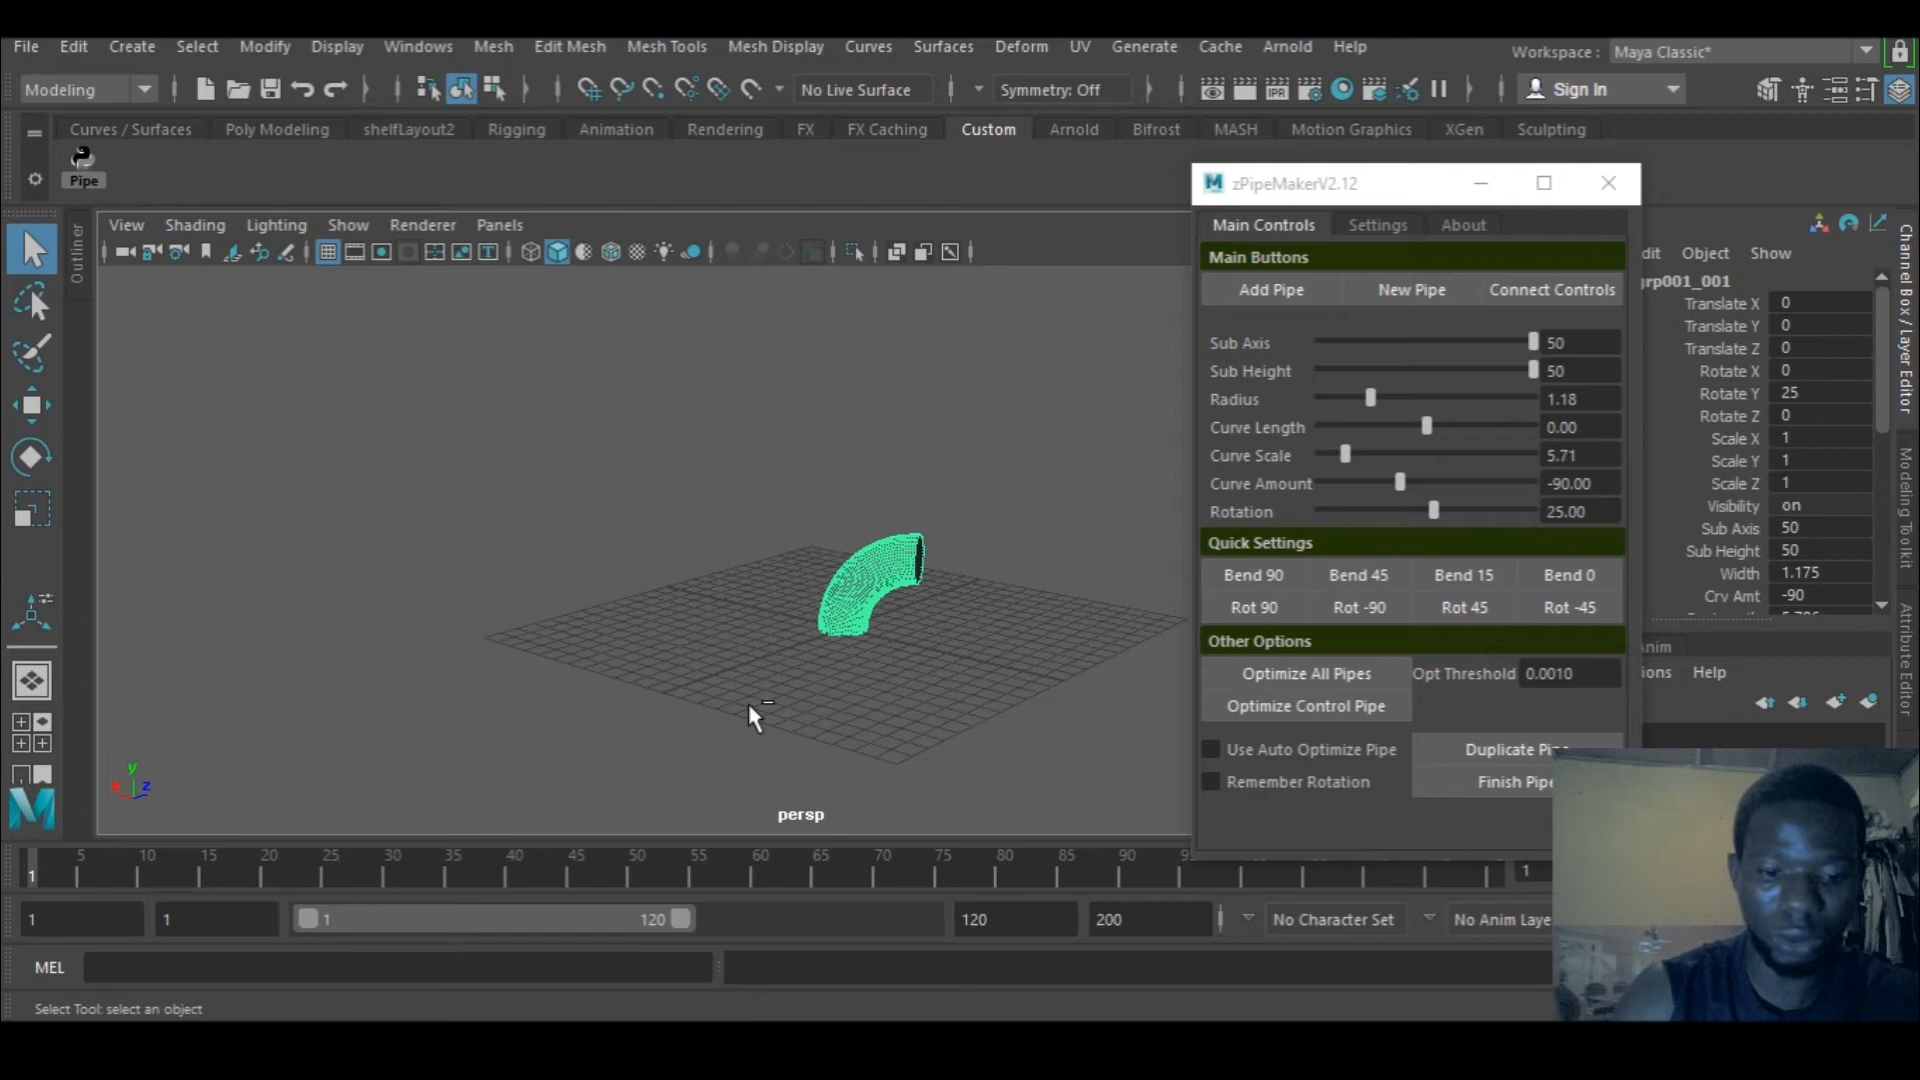 File Edit Create Select Modify Display Windows Mesh Edit Mesh Mesh Tools Mesh Display Curves Surfaces Deform UV Generate Cache Arnold Help Workspace : Maya Classic*
Modeling No Live Surface Symmetry: Off Sign In
Curves / Surfaces Poly Modeling shelfLayout2 Rigging Animation Rendering FX FX Caching Custom Arnold Bifrost MASH Motion Graphics XGen Sculpting
Pipe
Outliner
View Shading Lighting Show Renderer Panels
persp
y
z
zPipeMakerV2.12
Main Controls Settings About
Main Buttons
Add Pipe New Pipe Connect Controls
Sub Axis 50
Sub Height 50
Radius 1.18
Curve Length 0.00
Curve Scale 5.71
Curve Amount -90.00
Rotation 25.00
Quick Settings
Bend 90 Bend 45 Bend 15 Bend 0
Rot 90 Rot -90 Rot 45 Rot -45
Other Options
Optimize All Pipes Opt Threshold 0.0010
Optimize Control Pipe
Use Auto Optimize Pipe Duplicate Pipe
Remember Rotation Finish Pipe
dit Object Show
grp001_001
Translate X 0
Translate Y 0
Translate Z 0
Rotate X 0
Rotate Y 25
Rotate Z 0
Scale X 1
Scale Y 1
Scale Z 1
Visibility on
Sub Axis 50
Sub Height 50
Width 1.175
Crv Amt -90
nim
ions Help
Channel Box / Layer Editor
Modeling Toolkit
Attribute Editor
5 10 15 20 25 30 35 40 45 50 55 60 65 70 75 80 85 90
1 1
1 1 1 120 120 200 No Character Set No Anim Laye
MEL
Select Tool: select an object